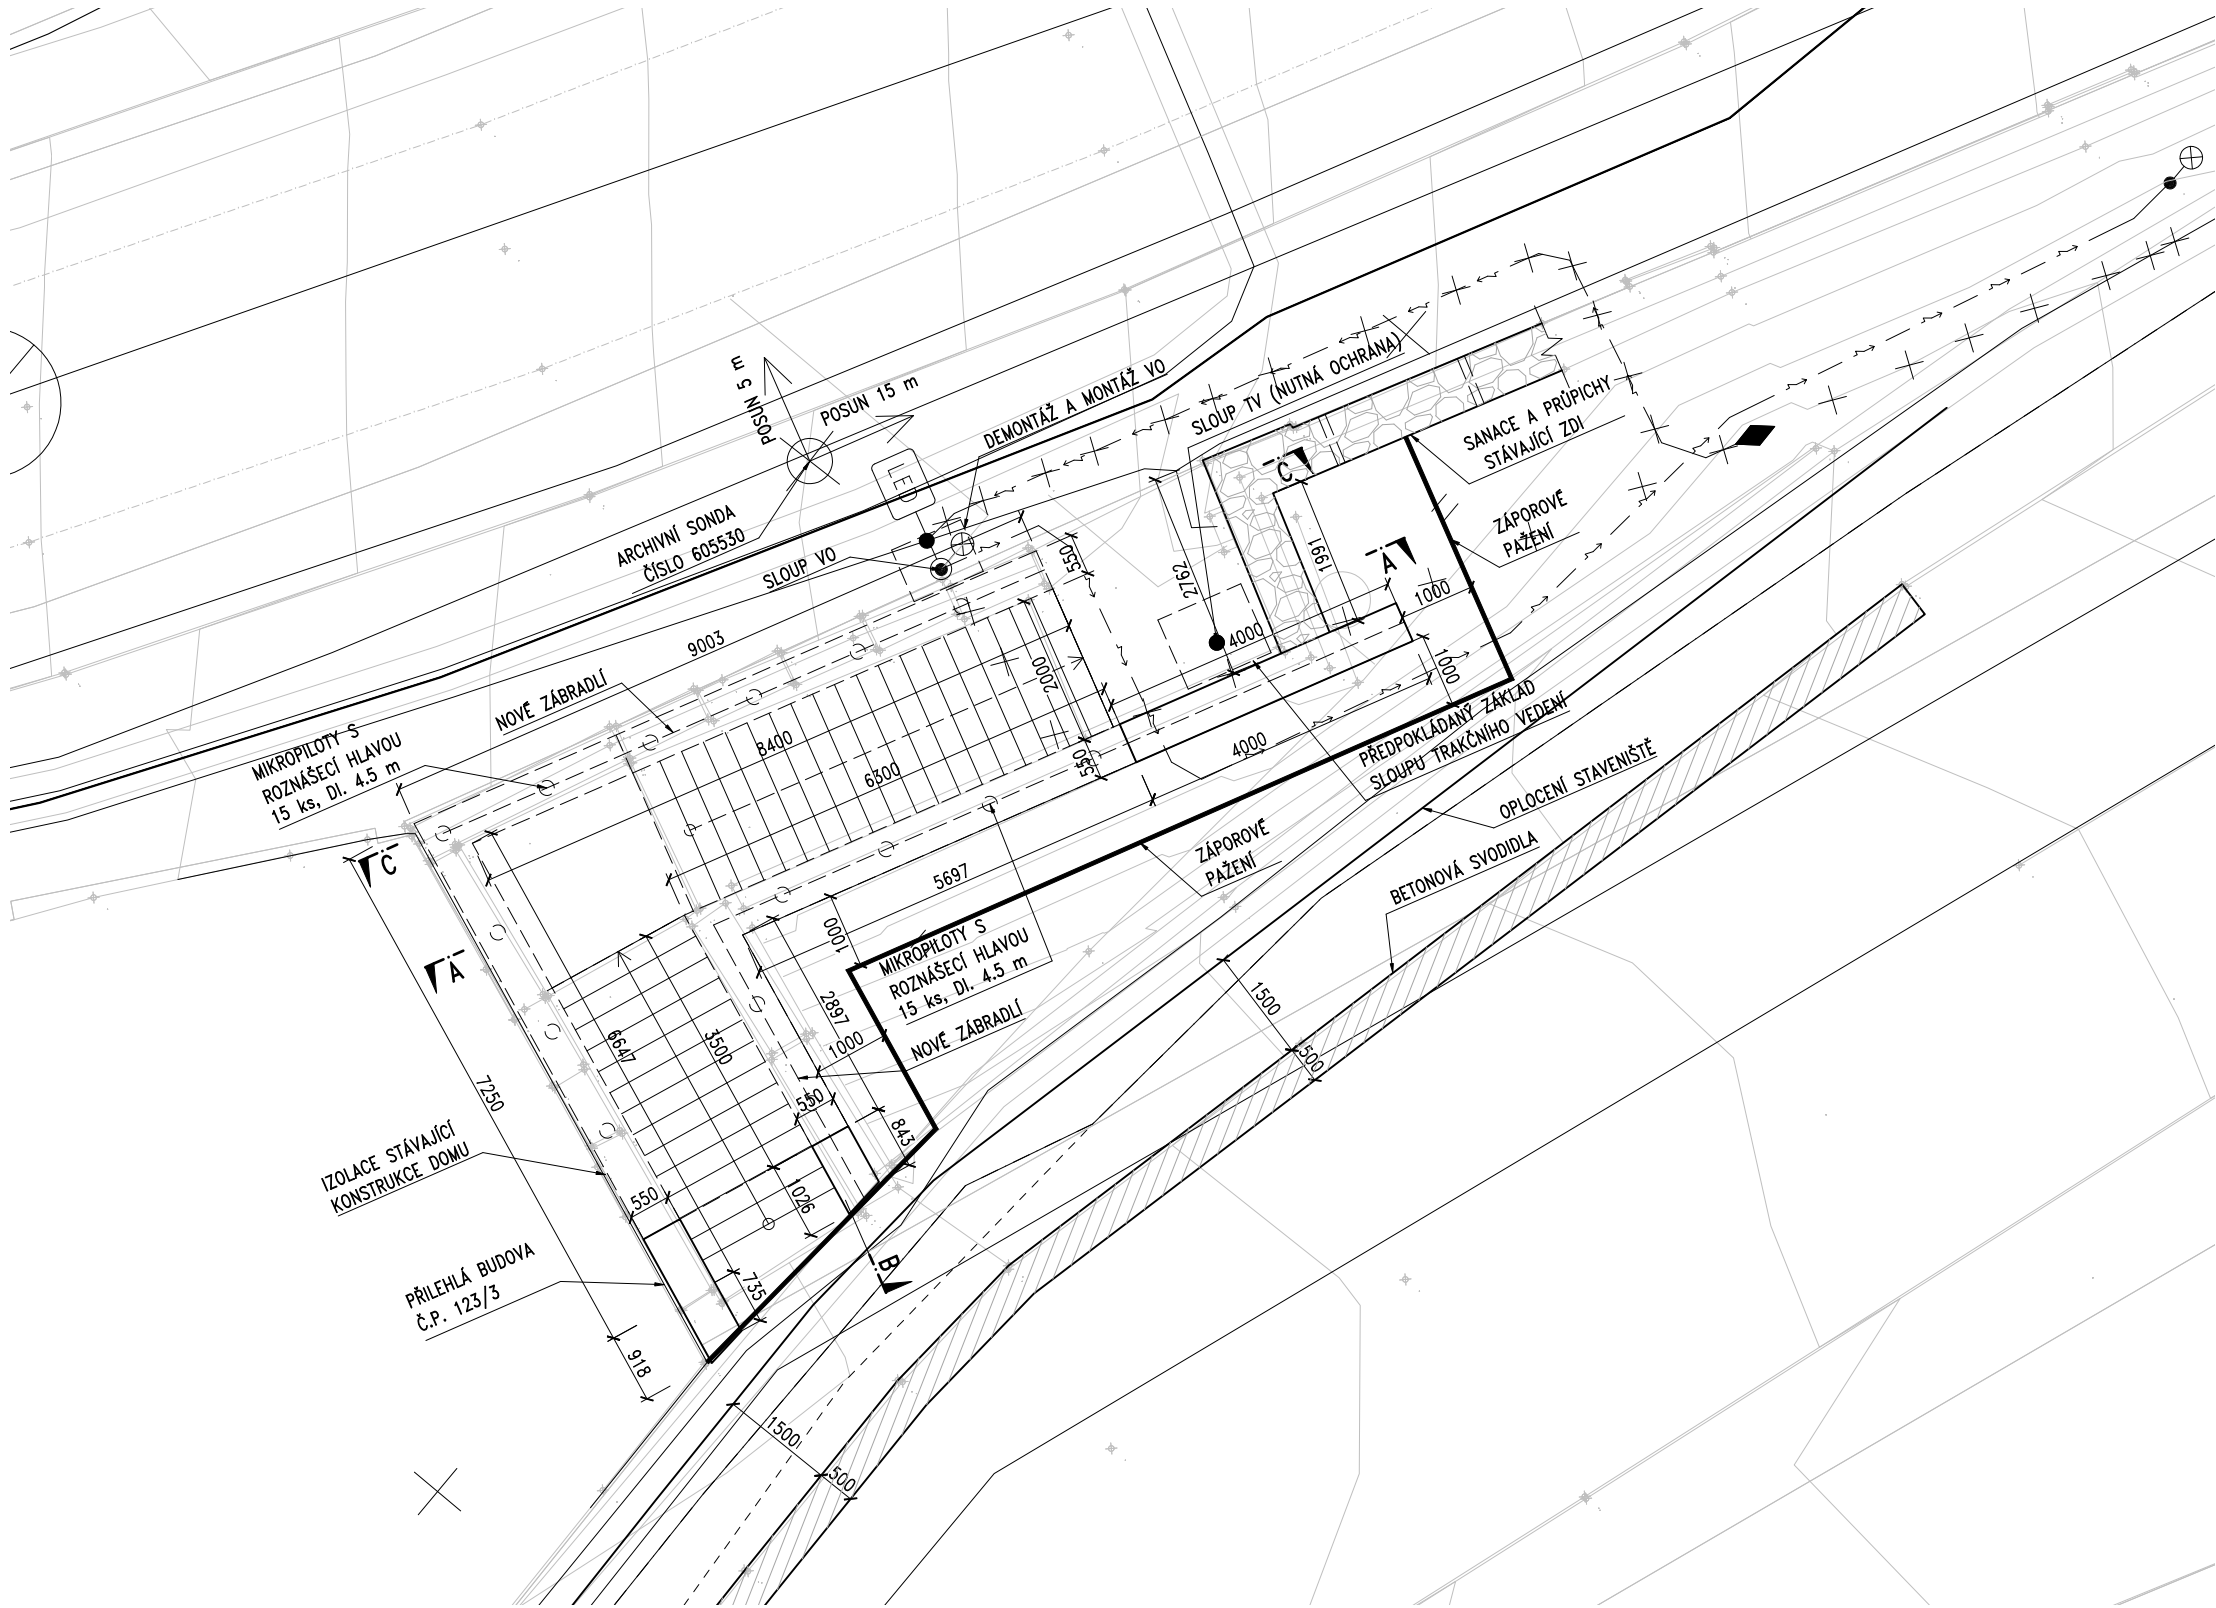 POSUN 5 m
POSUN 15 m
DEMONTÁŽ A MONTÁŽ VO
SLOUP TV (NUTNÁ OCHRANA)
SANACE A PRŮPICHY
STÁVAJÍCÍ ZDI
ZÁPOROVÉ
PAŽENÍ
ARCHIVNÍ SONDA
ČÍSLO 605530
SLOUP VO
C
A
1991
2762
550
1000
4000
1000
9003
2000
8400
6300
550
4000
NOVÉ ZÁBRADLÍ
MIKROPILOTY S
ROZNÁŠECÍ HLAVOU
15 ks, Dl. 4.5 m
PŘEDPOKLÁDANÝ ZÁKLAD
SLOUPU TRAKČNÍHO VEDENÍ
OPLOCENÍ STAVENIŠTĚ
BETONOVÁ SVODIDLA
ZÁPOROVÉ
PAŽENÍ
5697
1000
C
A
MIKROPILOTY S
ROZNÁŠECÍ HLAVOU
15 ks, Dl. 4.5 m
NOVÉ ZÁBRADLÍ
2897
1000
6647
3500
7250
550
843
550
1026
735
918
1500
500
IZOLACE STÁVAJÍCÍ
KONSTRUKCE DOMU
PŘILEHLÁ BUDOVA
Č.P. 123/3
B
1500
500